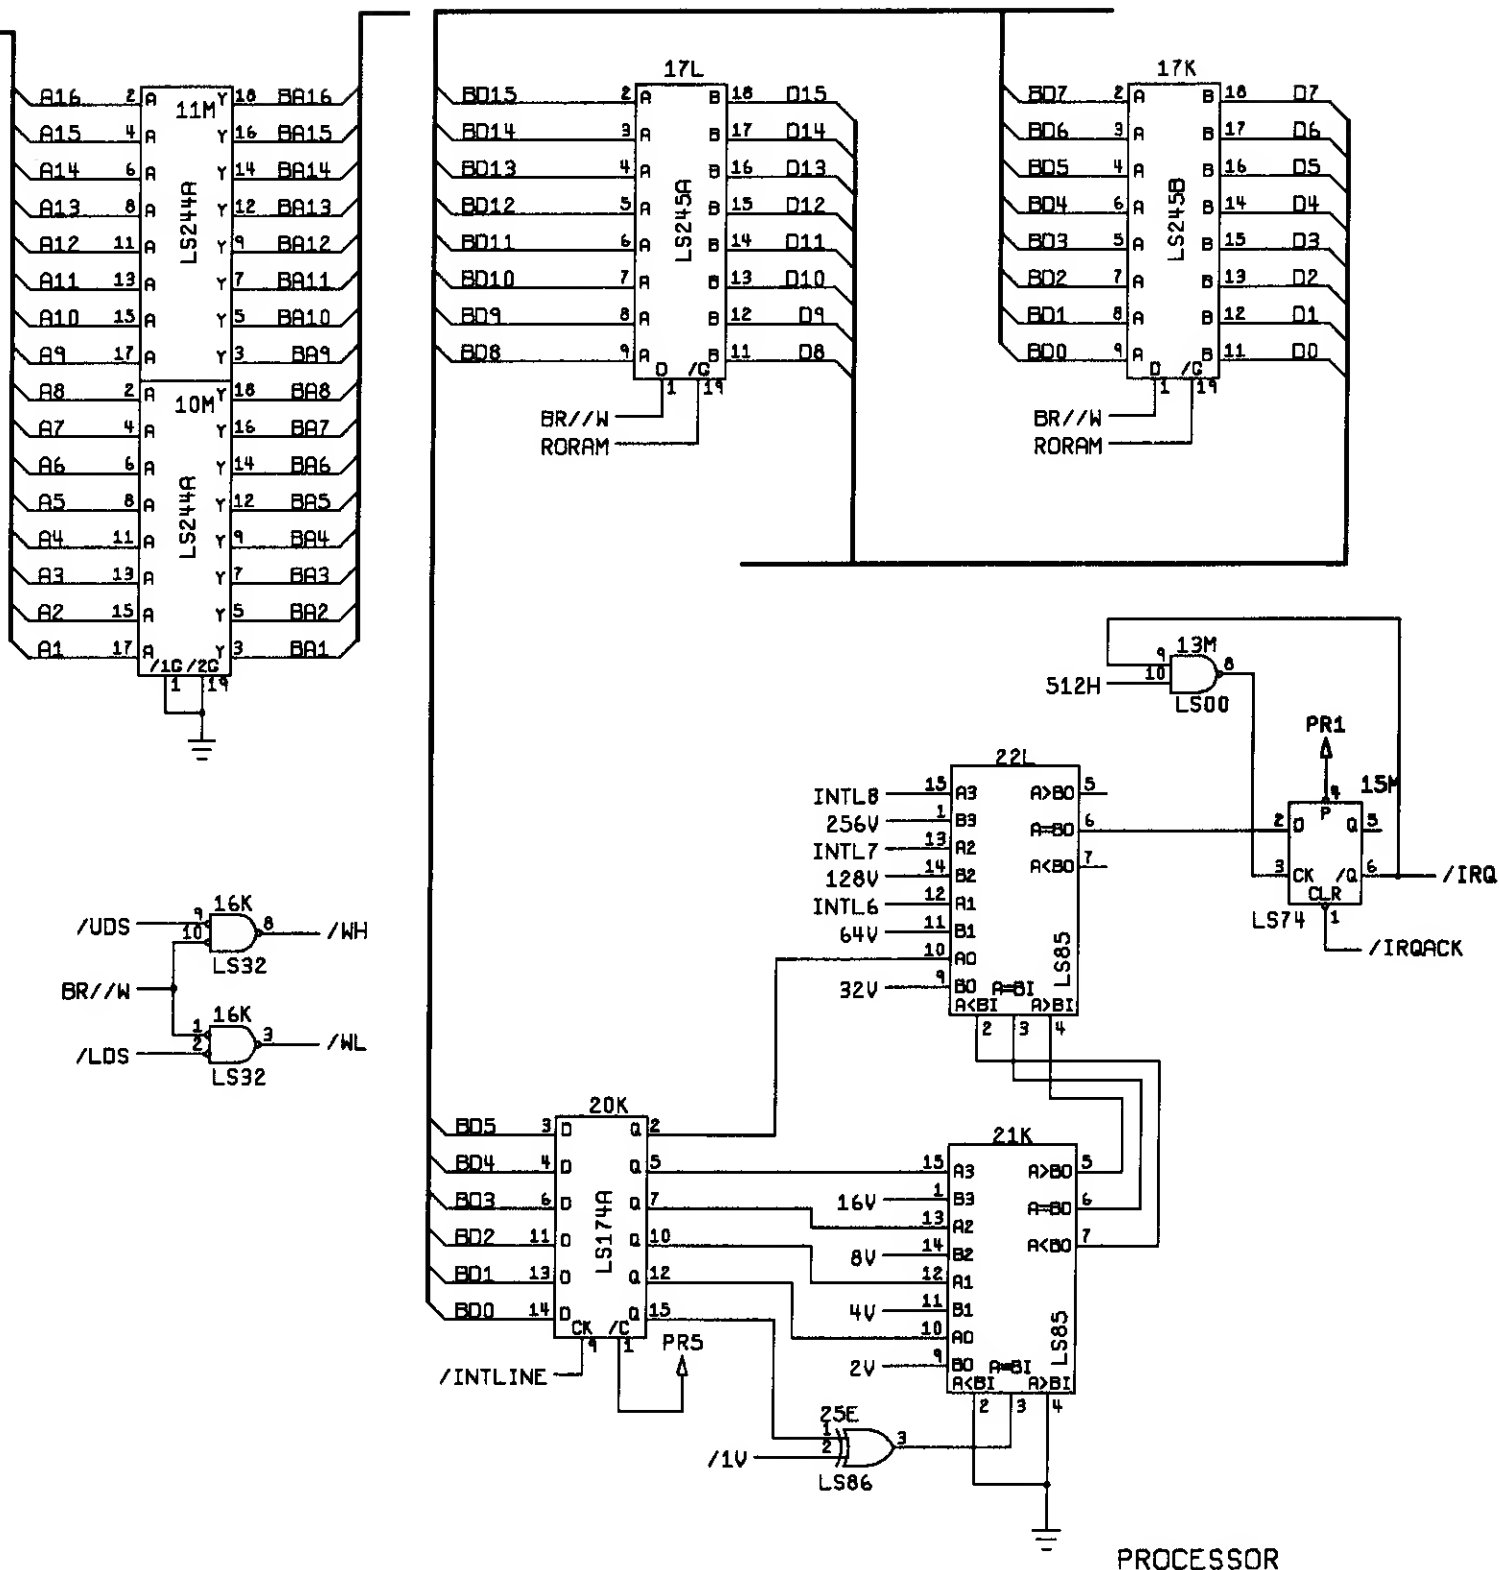 11M
LS244A
A16 2 A Y 18 BA16
A15 4 A Y 16 BA15
A14 6 A Y 14 BA14
A13 8 A Y 12 BA13
A12 11 A Y 9 BA12
A11 13 A Y 7 BA11
A10 15 A Y 5 BA10
A9 17 A Y 3 BA9
10M
LS244A
A8 2 A Y 18 BA8
A7 4 A Y 16 BA7
A6 6 A Y 14 BA6
A5 8 A Y 12 BA5
A4 11 A Y 9 BA4
A3 13 A Y 7 BA3
A2 15 A Y 5 BA2
A1 17 A Y 3 BA1
/1G /2G
1 19
17L
LS245A
BD15 2 A B 18 D15
BD14 3 A B 17 D14
BD13 4 A B 16 D13
BD12 5 A B 15 D12
BD11 6 A B 14 D11
BD10 7 A B 13 D10
BD9 8 A B 12 D9
BD8 9 A B 11 D8
D /G
1 19
BR//W
RORAM
17K
LS245B
BD7 2 A B 18 D7
BD6 3 A B 17 D6
BD5 4 A B 16 D5
BD4 6 A B 14 D4
BD3 5 A B 15 D3
BD2 7 A B 13 D2
BD1 8 A B 12 D1
BD0 9 A B 11 D0
D /G
1 19
BR//W
RORAM
13M
9
10 8
512H
LS00
PR1
4 15M
2 D P Q 5
3 CK /Q 6 /IRQ
CLR
LS74 1
/IRQACK
22L
INTL8 15 A3 A>BO 5
256V 1 B3
A=BO 6
INTL7 13 A2
128V 14 B2 A<BO 7
INTL6 12 A1
64V 11 B1
10 A0
32V 9 B0 A=BI
A<BI A>BI
LS85
2 3 4
16K
/UDS 9
10 8 /WH
LS32
BR//W
16K
1
/LDS 2 3 /WL
LS32
20K
LS174A
BD5 3 D Q 2
BD4 4 D Q 5
BD3 6 D Q 7
BD2 11 D Q 10
BD1 13 D Q 12
BD0 14 D Q 15
CK /C
9 1
/INTLINE
PR5
21K
15 A3 A>BO 5
16V 1 B3
A=BO 6
13 A2
8V 14 B2 A<BO 7
12 A1
4V 11 B1
10 A0
2V 9 B0 A=BI
A<BI A>BI
LS85
2 3 4
25E
1
/1V 2 3
LS86
PROCESSOR